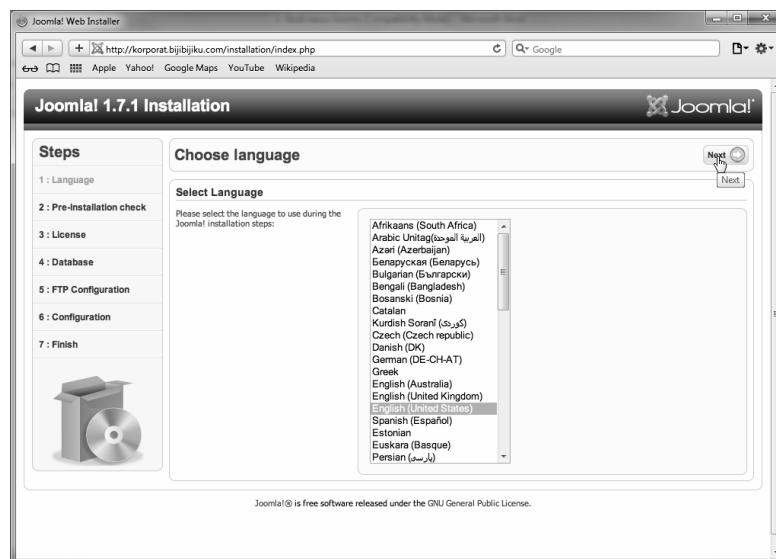 Joomla! Web Installer
http://korporat.bijibijiku.com/installation/index.php
Google
Apple Yahoo! Google Maps YouTube Wikipedia
Joomla! 1.7.1 Installation
Joomla!
Steps
1 : Language
2 : Pre-Installation check
3 : License
4 : Database
5 : FTP Configuration
6 : Configuration
7 : Finish
Choose language
Next
Next
Select Language
Please select the language to use during the
Joomla! installation steps:
Afrikaans (South Africa)
Arabic Unitag(العربية الموحدة)
Azəri (Azerbaijan)
Беларуская (Беларусь)
Bulgarian (Български)
Bengali (Bangladesh)
Bosanski (Bosnia)
Catalan
Kurdish Soranî (کوردی)
Czech (Czech republic)
Danish (DK)
German (DE-CH-AT)
Greek
English (Australia)
English (United Kingdom)
English (United States)
Spanish (Español)
Estonian
Euskara (Basque)
Persian (پارسی)
Joomla!® is free software released under the GNU General Public License.